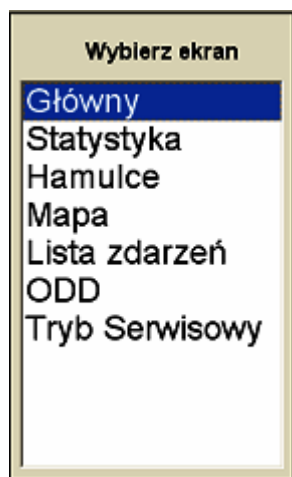 Wybierz ekran
Główny
Statystyka
Hamulce
Mapa
Lista zdarzeń
ODD
Tryb Serwisowy